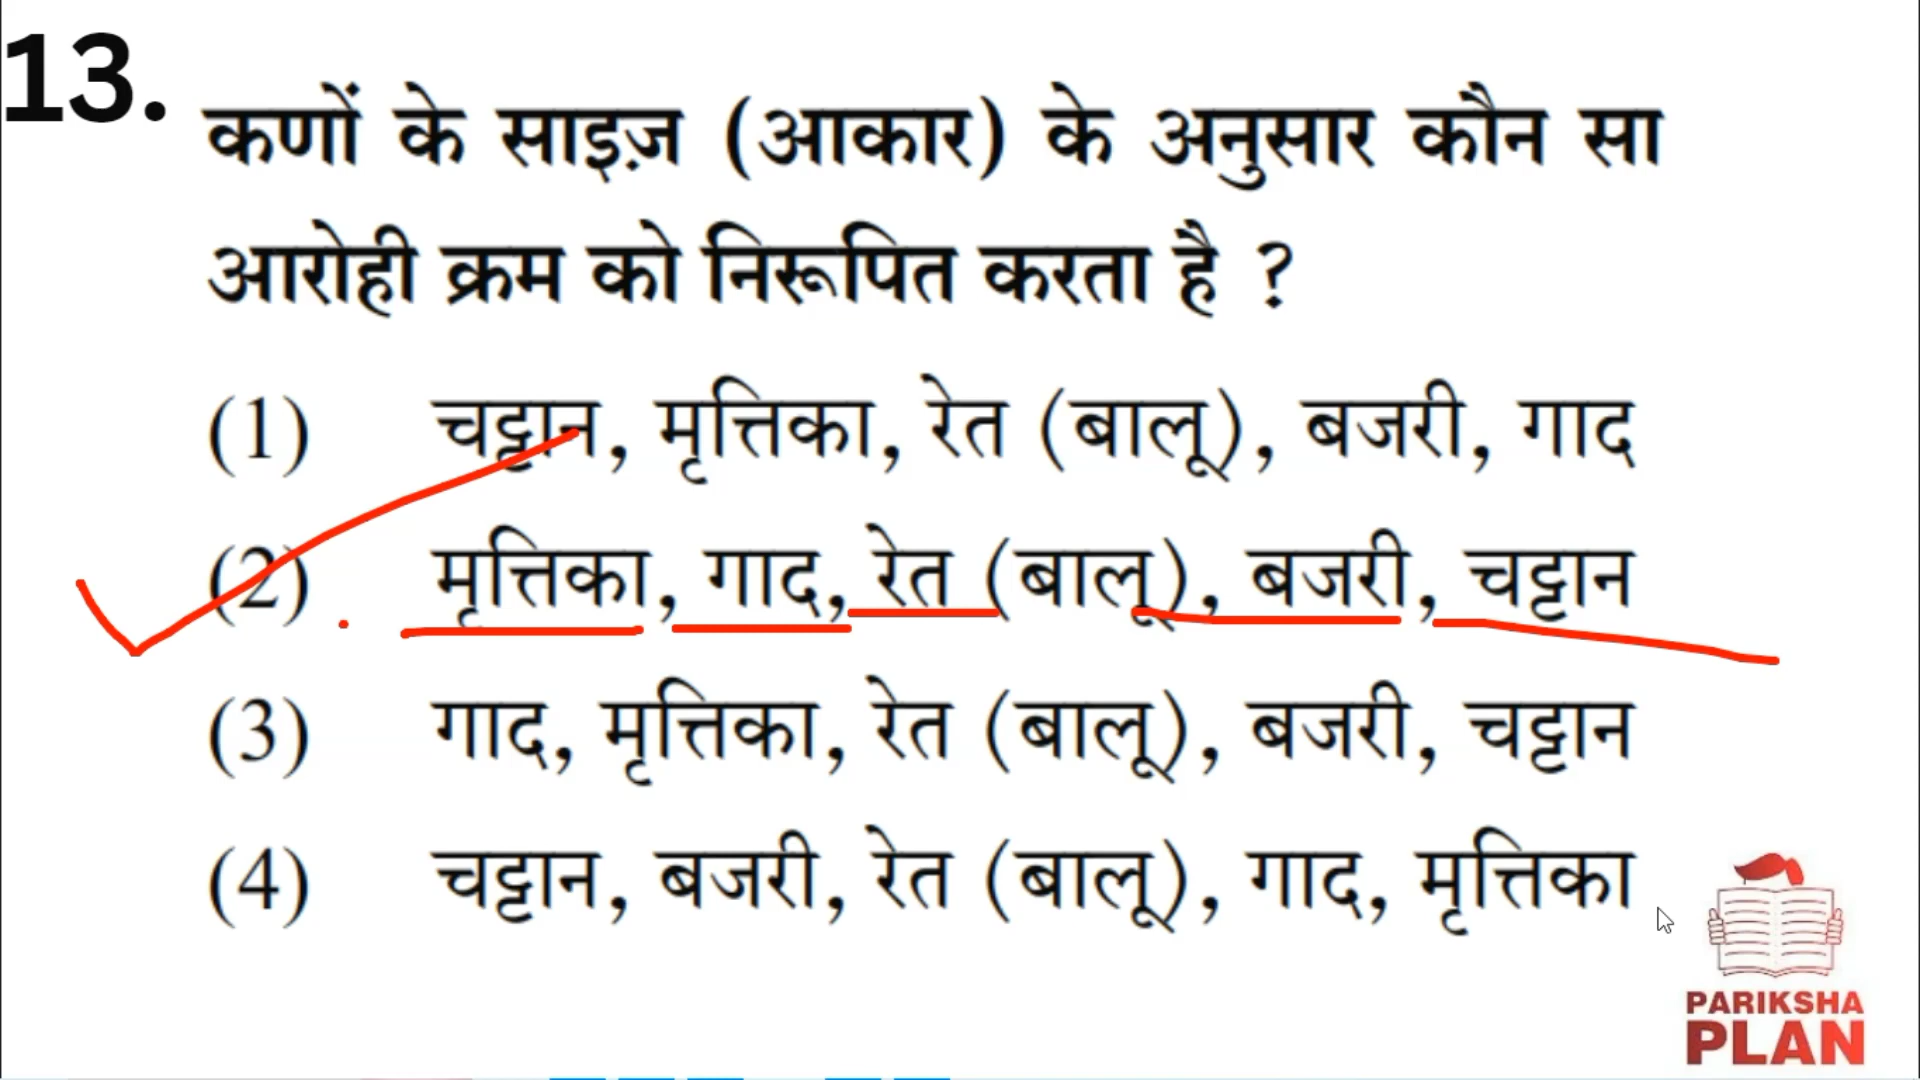 13.
कणों के साइज़ (आकार) के अनुसार कौन सा
आरोही क्रम को निरूपित करता है ?
(1) चट्टान, मृत्तिका, रेत (बालू), बजरी, गाद
(2) मृत्तिका, गाद, रेत (बालू), बजरी, चट्टान
(3) गाद, मृत्तिका, रेत (बालू), बजरी, चट्टान
(4) चट्टान, बजरी, रेत (बालू), गाद, मृत्तिका
PARIKSHA
PLAN